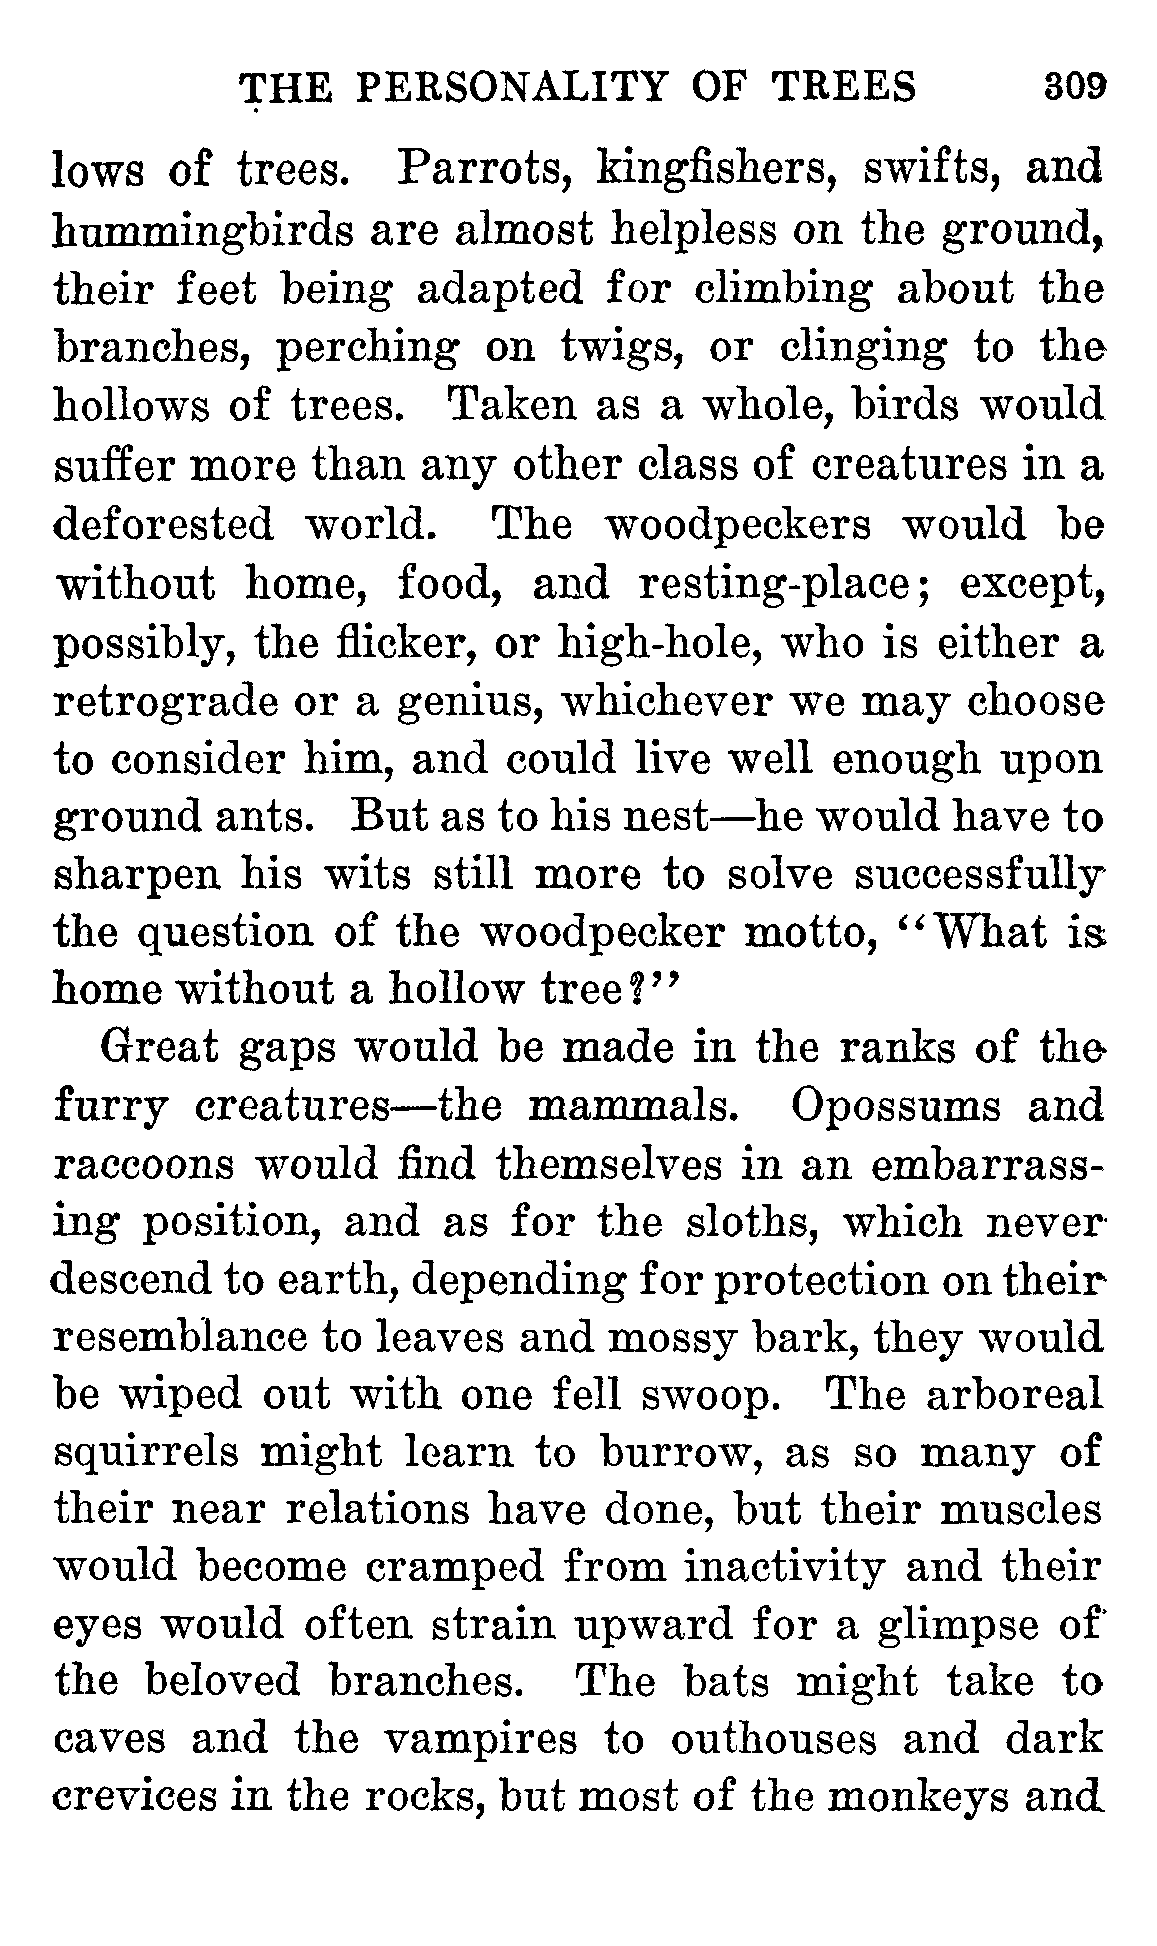 THE PERSONALITY OF TREES 309
lows of trees. Parrots, kingfishers, swifts, and
hummingbirds are almost helpless on the ground,
their feet being adapted for climbing about the
branches, perching on twigs, or clinging to the
hollows of trees. Taken as a whole, birds would
suffer more than any other class of creatures in a
deforested world. The woodpeckers would be
without home, food, and resting-place; except,
possibly, the flicker, or high-hole, who is either a
retrograde or a genius, whichever we may choose
to consider him, and could live well enough upon
ground ants. But as to his nest—he would have to
sharpen his wits still more to solve successfully
the question of the woodpecker motto, “What is
home without a hollow tree?”
Great gaps would be made in the ranks of the
furry creatures—the mammals. Opossums and
raccoons would find themselves in an embarrass-
ing position, and as for the sloths, which never
descend to earth, depending for protection on their
resemblance to leaves and mossy bark, they would
be wiped out with one fell swoop. The arboreal
squirrels might learn to burrow, as so many of
their near relations have done, but their muscles
would become cramped from inactivity and their
eyes would often strain upward for a glimpse of
the beloved branches. The bats might take to
caves and the vampires to outhouses and dark
crevices in the rocks, but most of the monkeys and